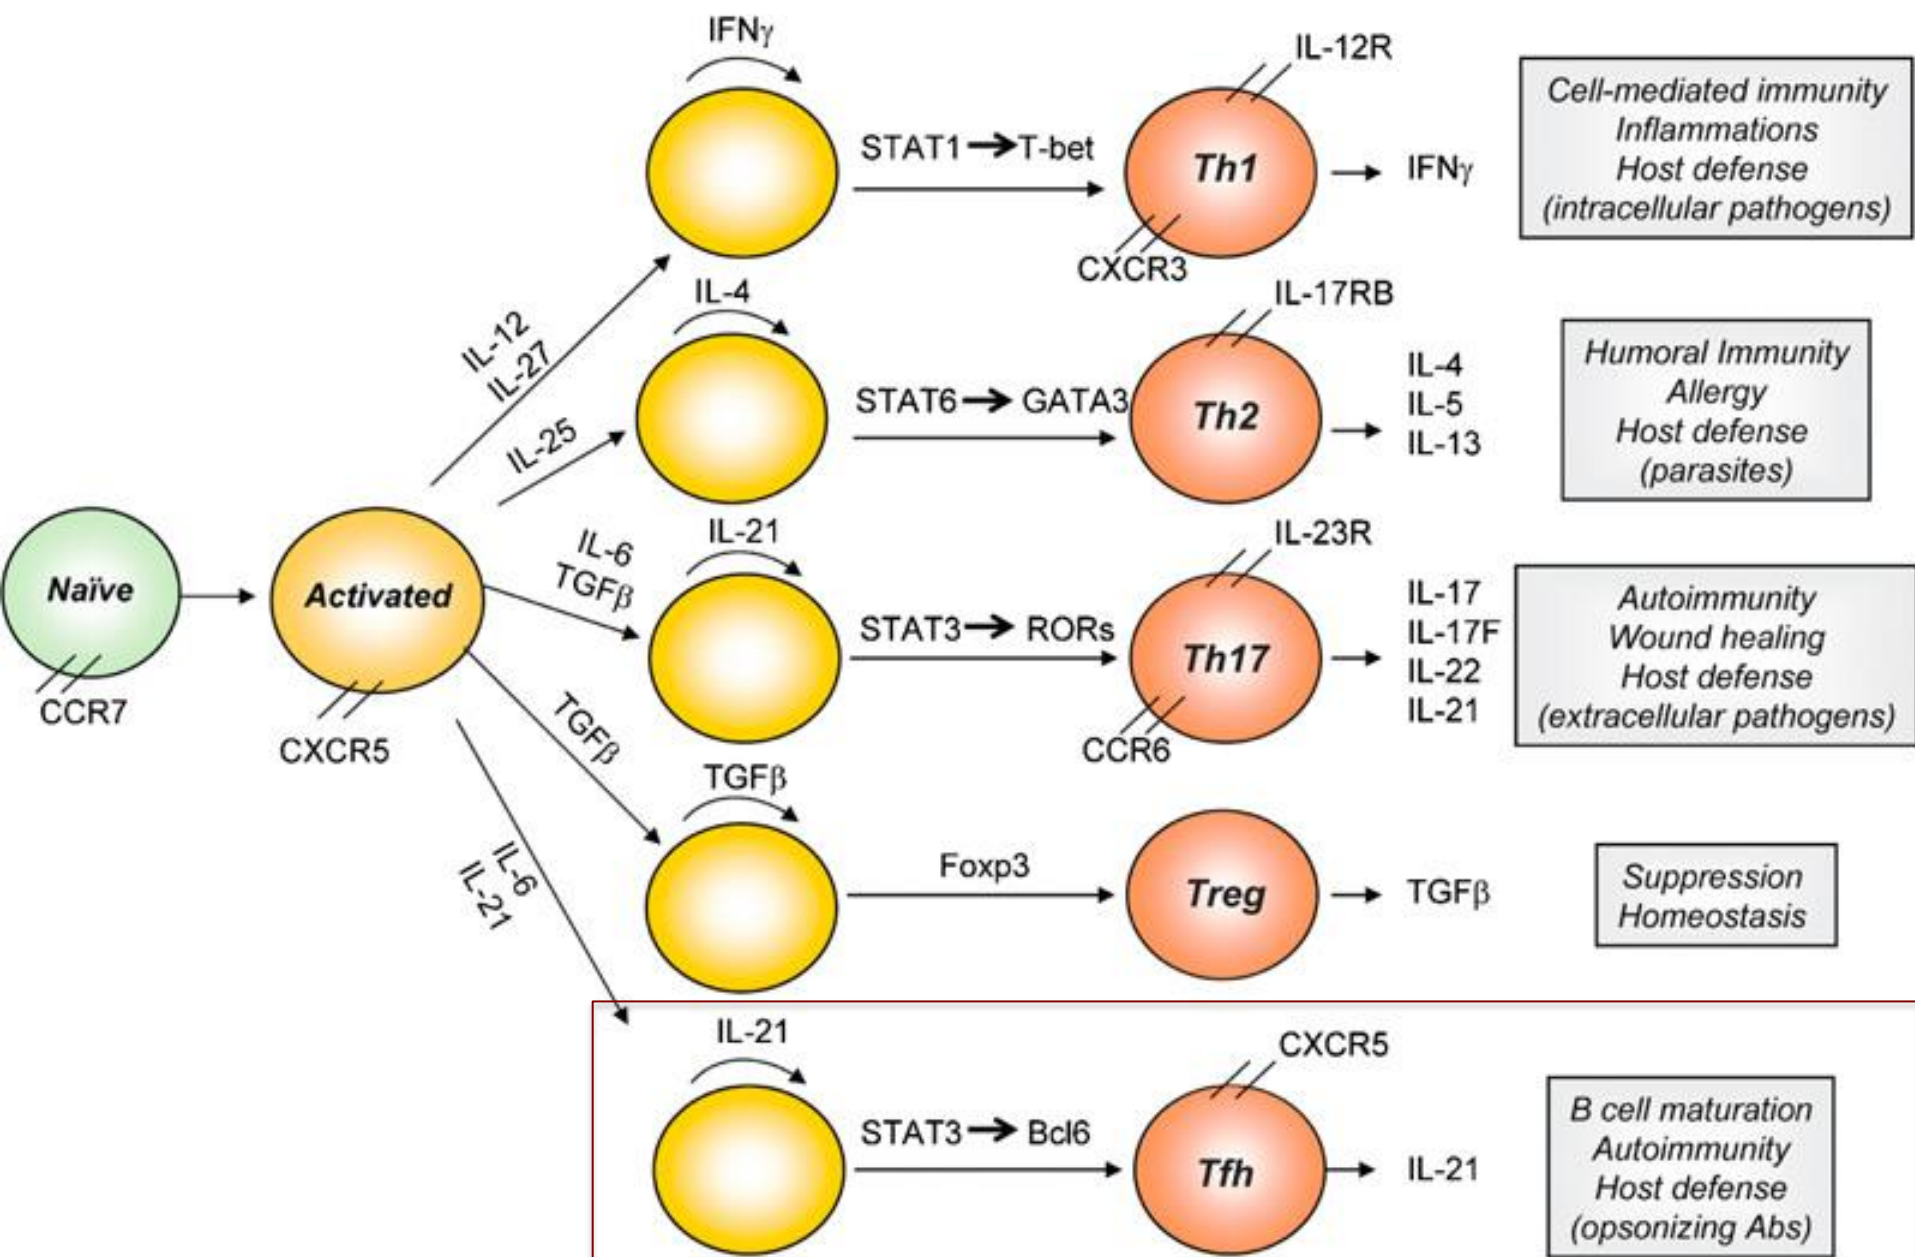 IFNγ
IL-12R
STAT1→T-bet
Th1
IFNγ
CXCR3
Cell-mediated immunity
Inflammations
Host defense
(intracellular pathogens)
IL-12
IL-27
IL-4
IL-17RB
IL-25
STAT6→ GATA3
Th2
IL-4
IL-5
IL-13
Humoral Immunity
Allergy
Host defense
(parasites)
Naïve
CCR7
Activated
CXCR5
IL-6
TGFβ
IL-21
IL-23R
STAT3→ RORs
Th17
CCR6
IL-17
IL-17F
IL-22
IL-21
Autoimmunity
Wound healing
Host defense
(extracellular pathogens)
TGFβ
TGFβ
Foxp3
Treg
TGFβ
Suppression
Homeostasis
IL-6
IL-21
IL-21
CXCR5
STAT3→ Bcl6
Tfh
IL-21
B cell maturation
Autoimmunity
Host defense
(opsonizing Abs)